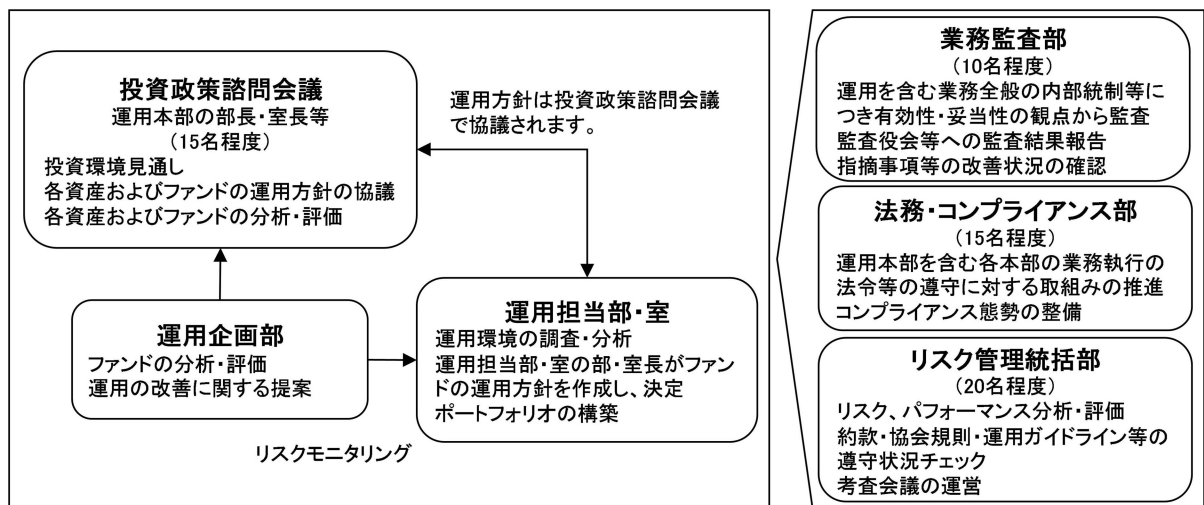 投資政策諮問会議
運用本部の部長・室長等
(15名程度)
投資環境見通し
各資産およびファンドの運用方針の協議
各資産およびファンドの分析・評価
運用方針は投資政策諮問会議
で協議されます。
運用企画部
ファンドの分析・評価
運用の改善に関する提案
運用担当部・室
運用環境の調査・分析
運用担当部・室の部・室長がファン
ドの運用方針を作成し、決定
ポートフォリオの構築
リスクモニタリング
業務監査部
(10名程度)
運用を含む業務全般の内部統制等に
つき有効性・妥当性の観点から監査
監査役会等への監査結果報告
指摘事項等の改善状況の確認
法務・コンプライアンス部
(15名程度)
運用本部を含む各本部の業務執行の
法令等の遵守に対する取組みの推進
コンプライアンス態勢の整備
リスク管理統括部
(20名程度)
リスク、パフォーマンス分析・評価
約款・協会規則・運用ガイドライン等の
遵守状況チェック
考査会議の運営